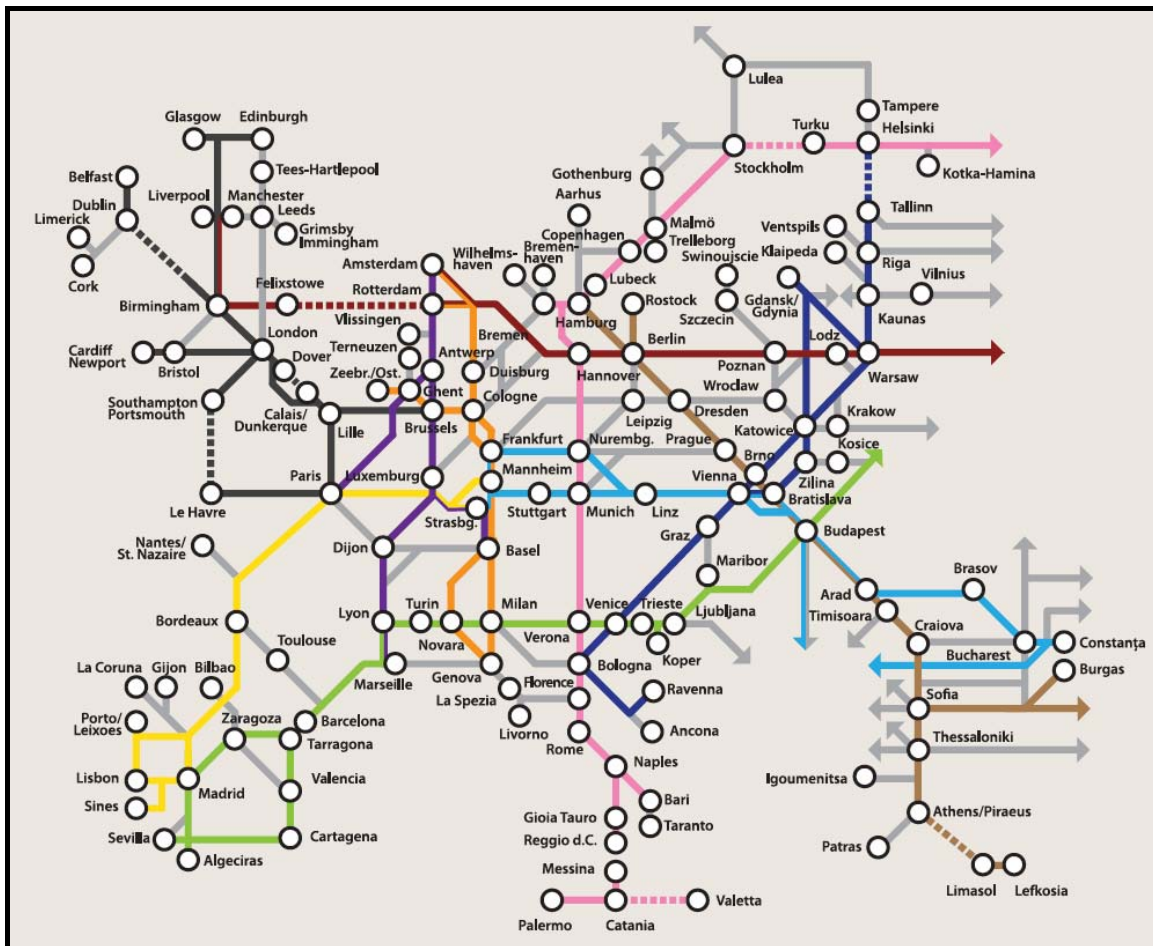 Lulea
Tampere
Glasgow
Edinburgh
Turku
Helsinki
Stockholm
Kotka-Hamina
Tees-Hartlepool
Gothenburg
Belfast
Liverpool
Manchester
Aarhus
Dublin
Leeds
Tallinn
Limerick
Grimsby
Immingham
Malmö
Ventspils
Copenhagen
Trelleborg
Wilhelms-
haven
Bremen-
haven
Swinoujscie
Klaipeda
Riga
Amsterdam
Cork
Vilnius
Lubeck
Felixstowe
Rotterdam
Rostock
Gdansk/
Gdynia
Birmingham
Kaunas
Vlissingen
Hamburg
Szczecin
London
Bremen
Berlin
Lodz
Cardiff
Newport
Bristol
Dover
Terneuzen
Antwerp
Hannover
Poznan
Warsaw
Zeebr./Ost.
Duisburg
Ghent
Cologne
Wroclaw
Southampton
Portsmouth
Calais/
Dunkerque
Lille
Brussels
Leipzig
Dresden
Katowice
Krakow
Frankfurt
Nurembg.
Prague
Kosice
Brno
Paris
Luxemburg
Mannheim
Vienna
Zilina
Bratislava
Le Havre
Strasbg.
Stuttgart
Munich
Linz
Nantes/
St. Nazaire
Graz
Budapest
Dijon
Basel
Maribor
Brasov
Arad
Bordeaux
Lyon
Turin
Milan
Venice
Trieste
Ljubljana
Timisoara
Toulouse
Novara
Verona
Craiova
Constanţa
Koper
Bucharest
La Coruna
Gijon
Bilbao
Marseille
Genova
Bologna
Burgas
Florence
Ravenna
La Spezia
Sofia
Porto/
Leixoes
Zaragoza
Barcelona
Livorno
Ancona
Tarragona
Rome
Thessaloniki
Naples
Lisbon
Madrid
Valencia
Igoumenitsa
Bari
Sines
Gioia Tauro
Taranto
Athens/Piraeus
Sevilla
Cartagena
Reggio d.C.
Patras
Algeciras
Messina
Limasol
Lefkosia
Palermo
Catania
Valetta